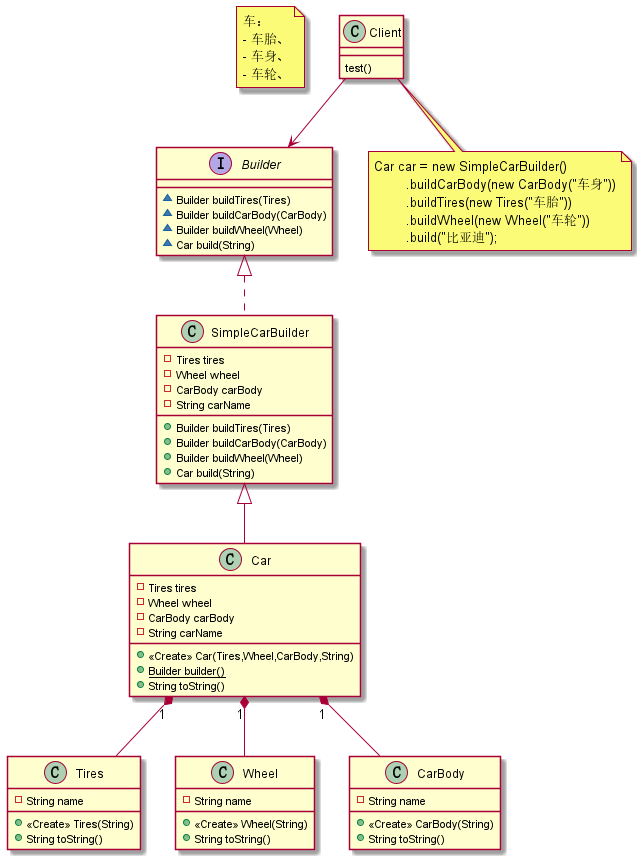 车：
- 车胎、
- 车身、
- 车轮、
C Client
test()
I Builder
Builder buildTires(Tires)
Builder buildCarBody(CarBody)
Builder buildWheel(Wheel)
Car build(String)
Car car = new SimpleCarBuilder()
.buildCarBody(new CarBody("车身"))
.buildTires(new Tires("车胎"))
.buildWheel(new Wheel("车轮"))
.build("比亚迪");
C SimpleCarBuilder
Tires tires
Wheel wheel
CarBody carBody
String carName
Builder buildTires(Tires)
Builder buildCarBody(CarBody)
Builder buildWheel(Wheel)
Car build(String)
C Car
Tires tires
Wheel wheel
CarBody carBody
String carName
«Create» Car(Tires,Wheel,CarBody,String)
Builder builder()
String toString()
1 1 1
C Tires
String name
«Create» Tires(String)
String toString()
C Wheel
String name
«Create» Wheel(String)
String toString()
C CarBody
String name
«Create» CarBody(String)
String toString()